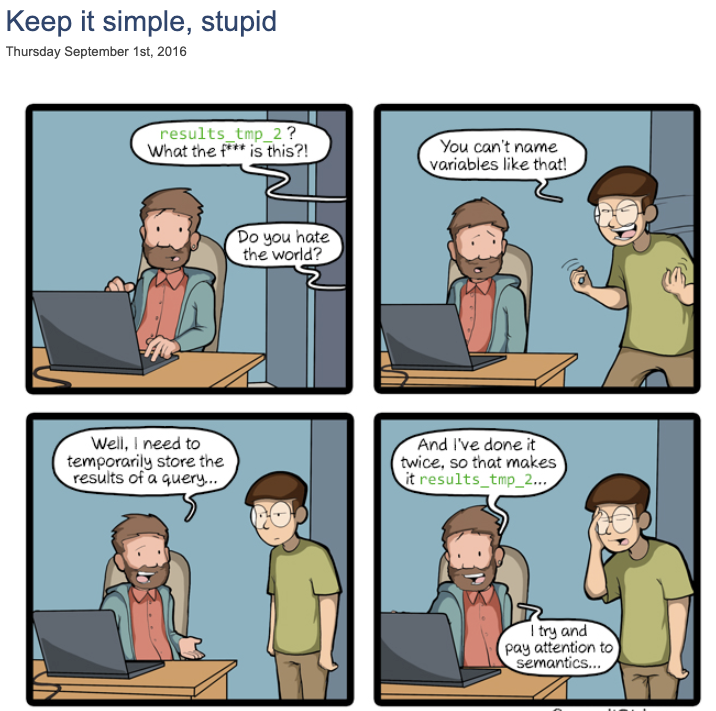 Keep it simple, stupid
Thursday September 1st, 2016
results_tmp_2 ?
What the f*** is this?!
Do you hate
the world?
You can't name
variables like that!
Well, I need to
temporarily store the
results of a query...
And I've done it
twice, so that makes
it results_tmp_2...
I try and
pay attention to
semantics...